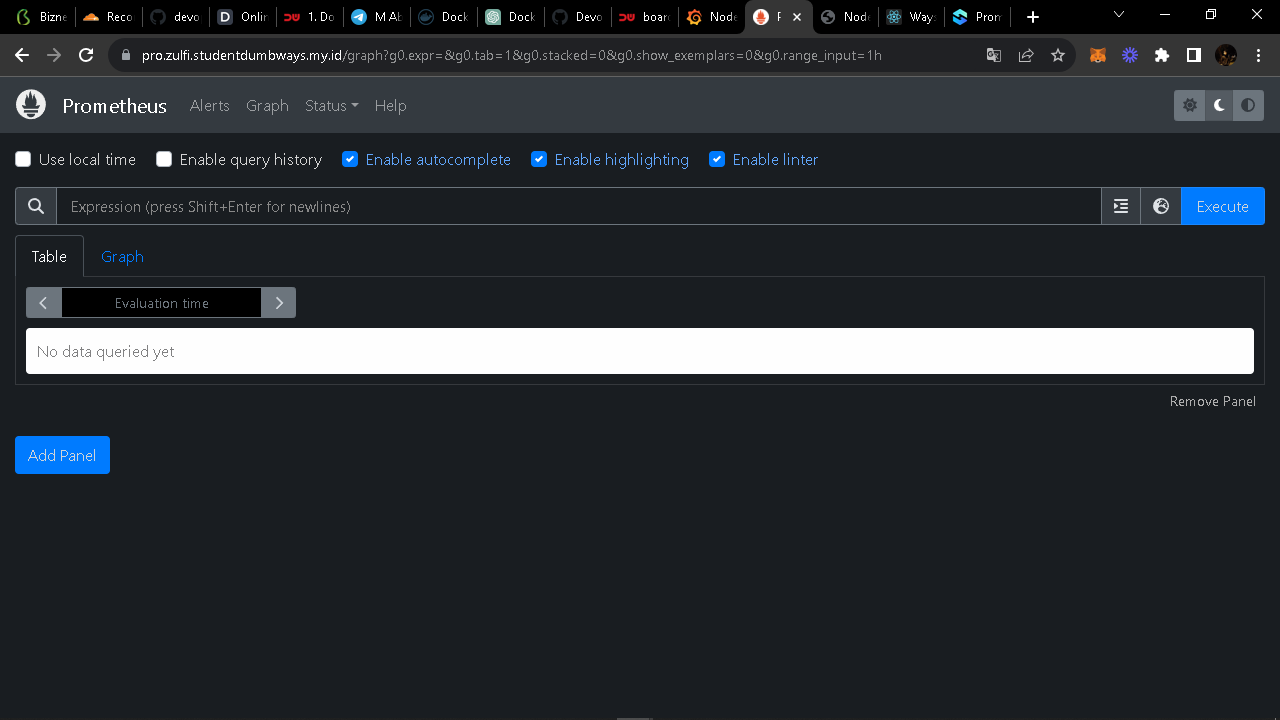 Bizne
Reco
devo
Onlin
1. Do
M Ab
Dock
Dock
Devo
boar
Node
P
Node
Ways
Prom
pro.zulfi.studentdumbways.my.id/graph?g0.expr=&g0.tab=1&g0.stacked=0&g0.show_exemplars=0&g0.range_input=1h
Prometheus Alerts Graph Status Help
Use local time Enable query history Enable autocomplete Enable highlighting Enable linter
Expression (press Shift+Enter for newlines) Execute
Table Graph
Evaluation time
No data queried yet
Remove Panel
Add Panel